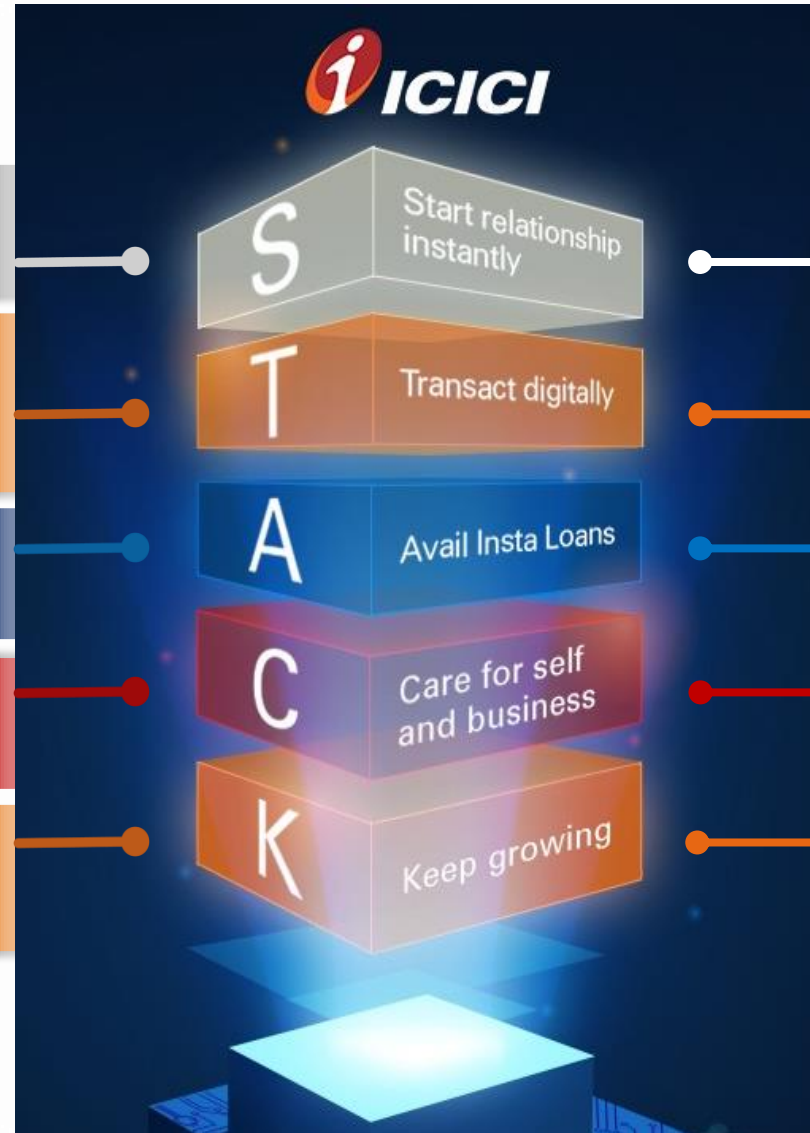 i ICICI
S
Start relationship
instantly
T
Transact digitally
A
Avail Insta Loans
C
Care for self
and business
K
Keep growing